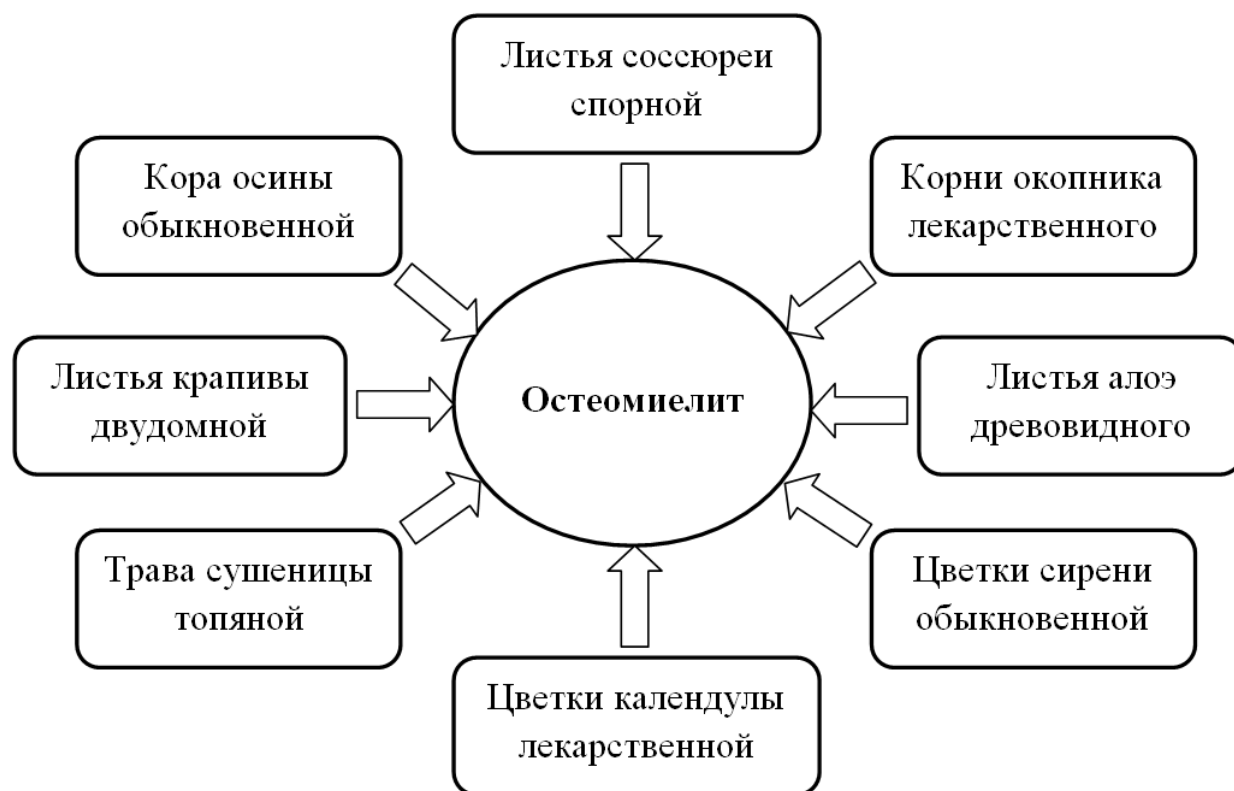 Листья соссюреи
спорной
Кора осины
обыкновенной
Корни окопника
лекарственного
Листья крапивы
двудомной
Остеомиелит
Листья алоэ
древовидного
Трава сушеницы
топяной
Цветки сирени
обыкновенной
Цветки календулы
лекарственной